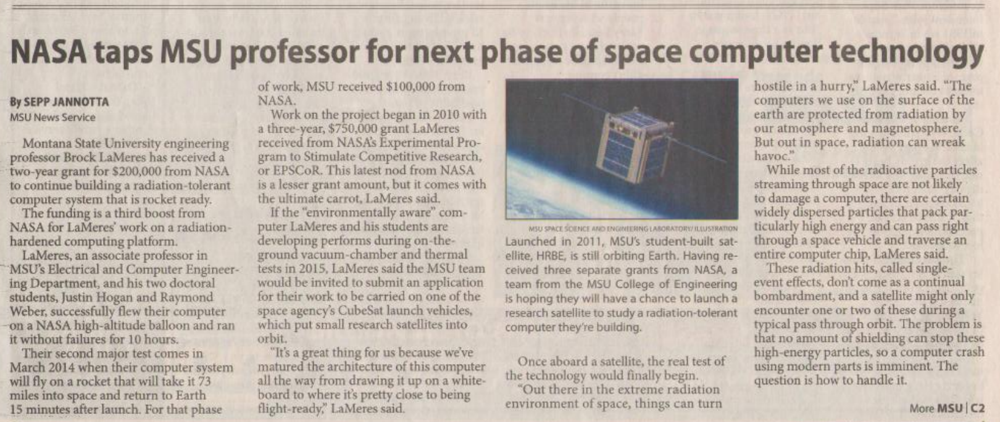 NASA taps MSU professor for next phase of space computer technology
By SEPP JANNOTTA
MSU News Service
Montana State University engineering
professor Brock LaMeres has received a
two-year grant for $200,000 from NASA
to continue building a radiation-tolerant
computer system that is rocket ready.
The funding is a third boost from
NASA for LaMeres' work on a radiation-
hardened computing platform.
LaMeres, an associate professor in
MSU's Electrical and Computer Engineer-
ing Department, and his two doctoral
students, Justin Hogan and Raymond
Weber, successfully flew their computer
on a NASA high-altitude balloon and ran
it without failures for 10 hours.
Their second major test comes in
March 2014 when their computer system
will fly on a rocket that will take it 73
miles into space and return to Earth
15 minutes after launch. For that phase
of work, MSU received $100,000 from
NASA.
Work on the project began in 2010 with
a three-year, $750,000 grant LaMeres
received from NASA's Experimental Pro-
gram to Stimulate Competitive Research,
or EPSCoR. This latest nod from NASA
is a lesser grant amount, but it comes with
the ultimate carrot, LaMeres said.
If the "environmentally aware" com-
puter LaMeres and his students are
developing performs during on-the-
ground vacuum-chamber and thermal
tests in 2015, LaMeres said the MSU team
would be invited to submit an application
for their work to be carried on one of the
space agency's CubeSat launch vehicles,
which put small research satellites into
orbit.
"It's a great thing for us because we've
matured the architecture of this computer
all the way from drawing it up on a white-
board to where it's pretty close to being
flight-ready," LaMeres said.
MSU SPACE SCIENCE AND ENGINEERING LABORATORY/ ILLUSTRATION
Launched in 2011, MSU's student-built sat-
ellite, HRBE, is still orbiting Earth. Having re-
ceived three separate grants from NASA, a
team from the MSU College of Engineering
is hoping they will have a chance to launch a
research satellite to study a radiation-tolerant
computer they're building.
Once aboard a satellite, the real test of
the technology would finally begin.
"Out there in the extreme radiation
environment of space, things can turn
hostile in a hurry," LaMeres said. "The
computers we use on the surface of the
earth are protected from radiation by
our atmosphere and magnetosphere.
But out in space, radiation can wreak
havoc."
While most of the radioactive particles
streaming through space are not likely
to damage a computer, there are certain
widely dispersed particles that pack par-
ticularly high energy and can pass right
through a space vehicle and traverse an
entire computer chip, LaMeres said.
These radiation hits, called single-
event effects, don't come as a continual
bombardment, and a satellite might only
encounter one or two of these during a
typical pass through orbit. The problem is
that no amount of shielding can stop these
high-energy particles, so a computer crash
using modern parts is imminent. The
question is how to handle it.
More MSU | C2